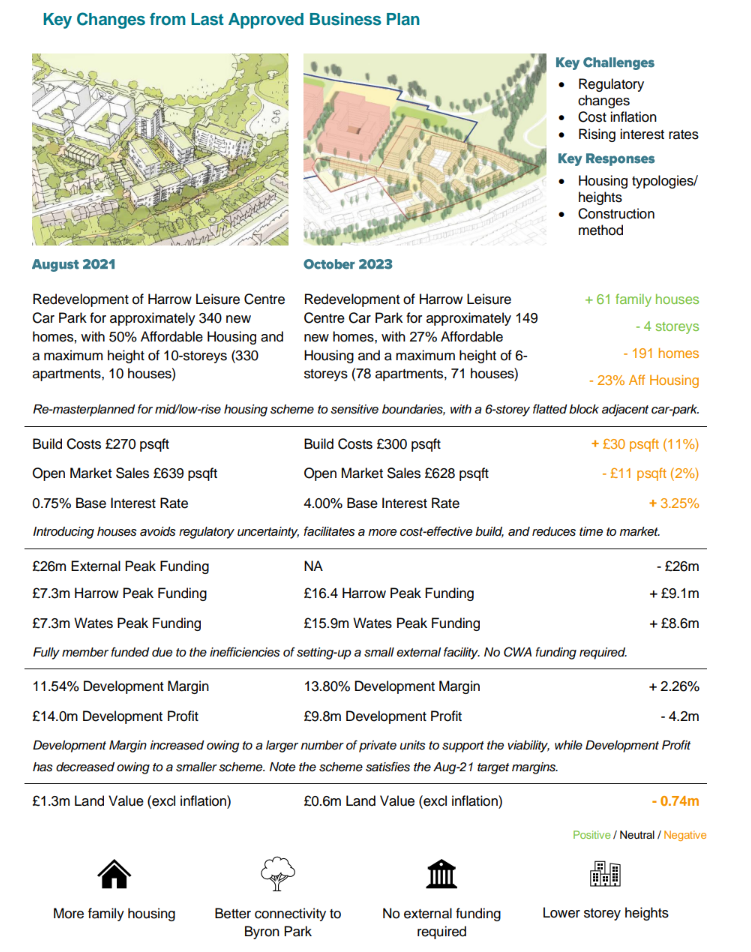 Key Changes from Last Approved Business Plan
Key Challenges
• Regulatory
changes
• Cost inflation
• Rising interest rates
Key Responses
• Housing typologies/
heights
• Construction
method
August 2021
Redevelopment of Harrow Leisure Centre
Car Park for approximately 340 new
homes, with 50% Affordable Housing and
a maximum height of 10-storeys (330
apartments, 10 houses)
October 2023
Redevelopment of Harrow Leisure
Centre Car Park for approximately 149
new homes, with 27% Affordable
Housing and a maximum height of 6-
storeys (78 apartments, 71 houses)
+ 61 family houses
- 4 storeys
- 191 homes
- 23% Aff Housing
Re-masterplanned for mid/low-rise housing scheme to sensitive boundaries, with a 6-storey flatted block adjacent car-park.
Build Costs £270 psqft Build Costs £300 psqft + £30 psqft (11%)
Open Market Sales £639 psqft Open Market Sales £628 psqft - £11 psqft (2%)
0.75% Base Interest Rate 4.00% Base Interest Rate + 3.25%
Introducing houses avoids regulatory uncertainty, facilitates a more cost-effective build, and reduces time to market.
£26m External Peak Funding NA - £26m
£7.3m Harrow Peak Funding £16.4 Harrow Peak Funding + £9.1m
£7.3m Wates Peak Funding £15.9m Wates Peak Funding + £8.6m
Fully member funded due to the inefficiencies of setting-up a small external facility. No CWA funding required.
11.54% Development Margin 13.80% Development Margin + 2.26%
£14.0m Development Profit £9.8m Development Profit - 4.2m
Development Margin increased owing to a larger number of private units to support the viability, while Development Profit
has decreased owing to a smaller scheme. Note the scheme satisfies the Aug-21 target margins.
£1.3m Land Value (excl inflation) £0.6m Land Value (excl inflation) - 0.74m
Positive / Neutral / Negative
More family housing
Better connectivity to
Byron Park
No external funding
required
Lower storey heights